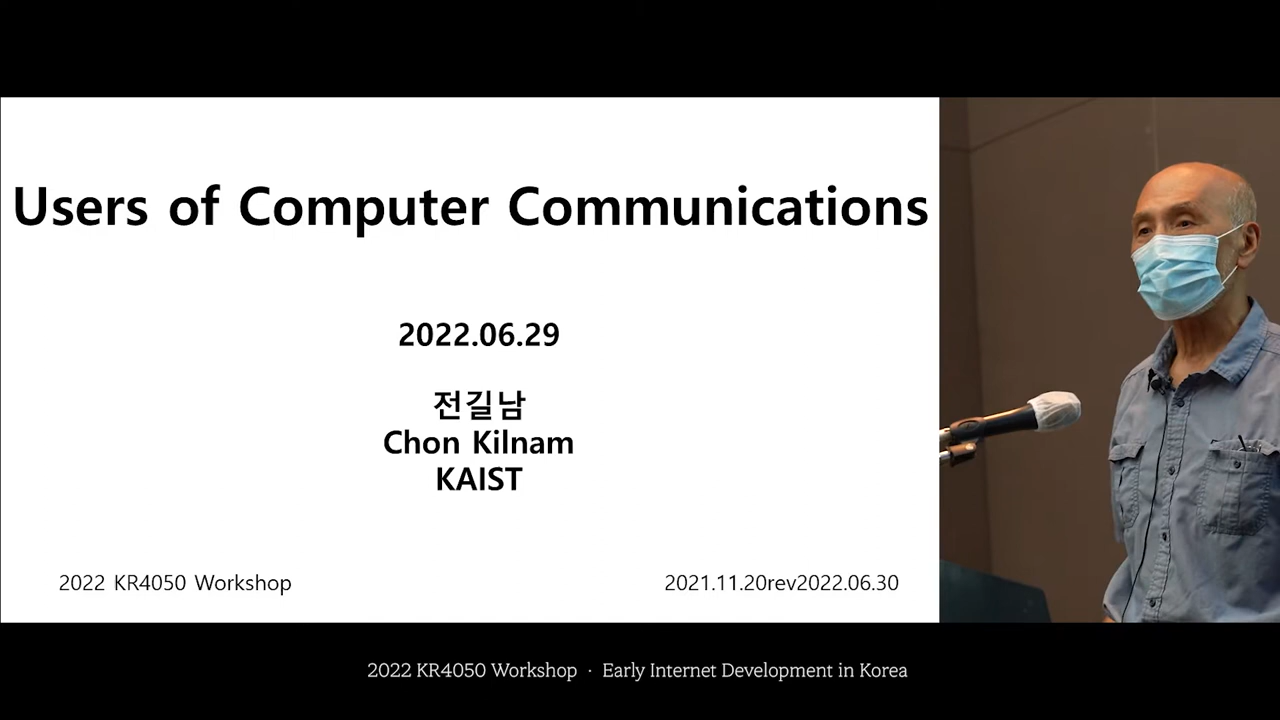 Users of Computer Communications
2022.06.29
전길남
Chon Kilnam
KAIST
2022 KR4050 Workshop
2021.11.20rev2022.06.30
2022 KR4050 Workshop · Early Internet Development in Korea